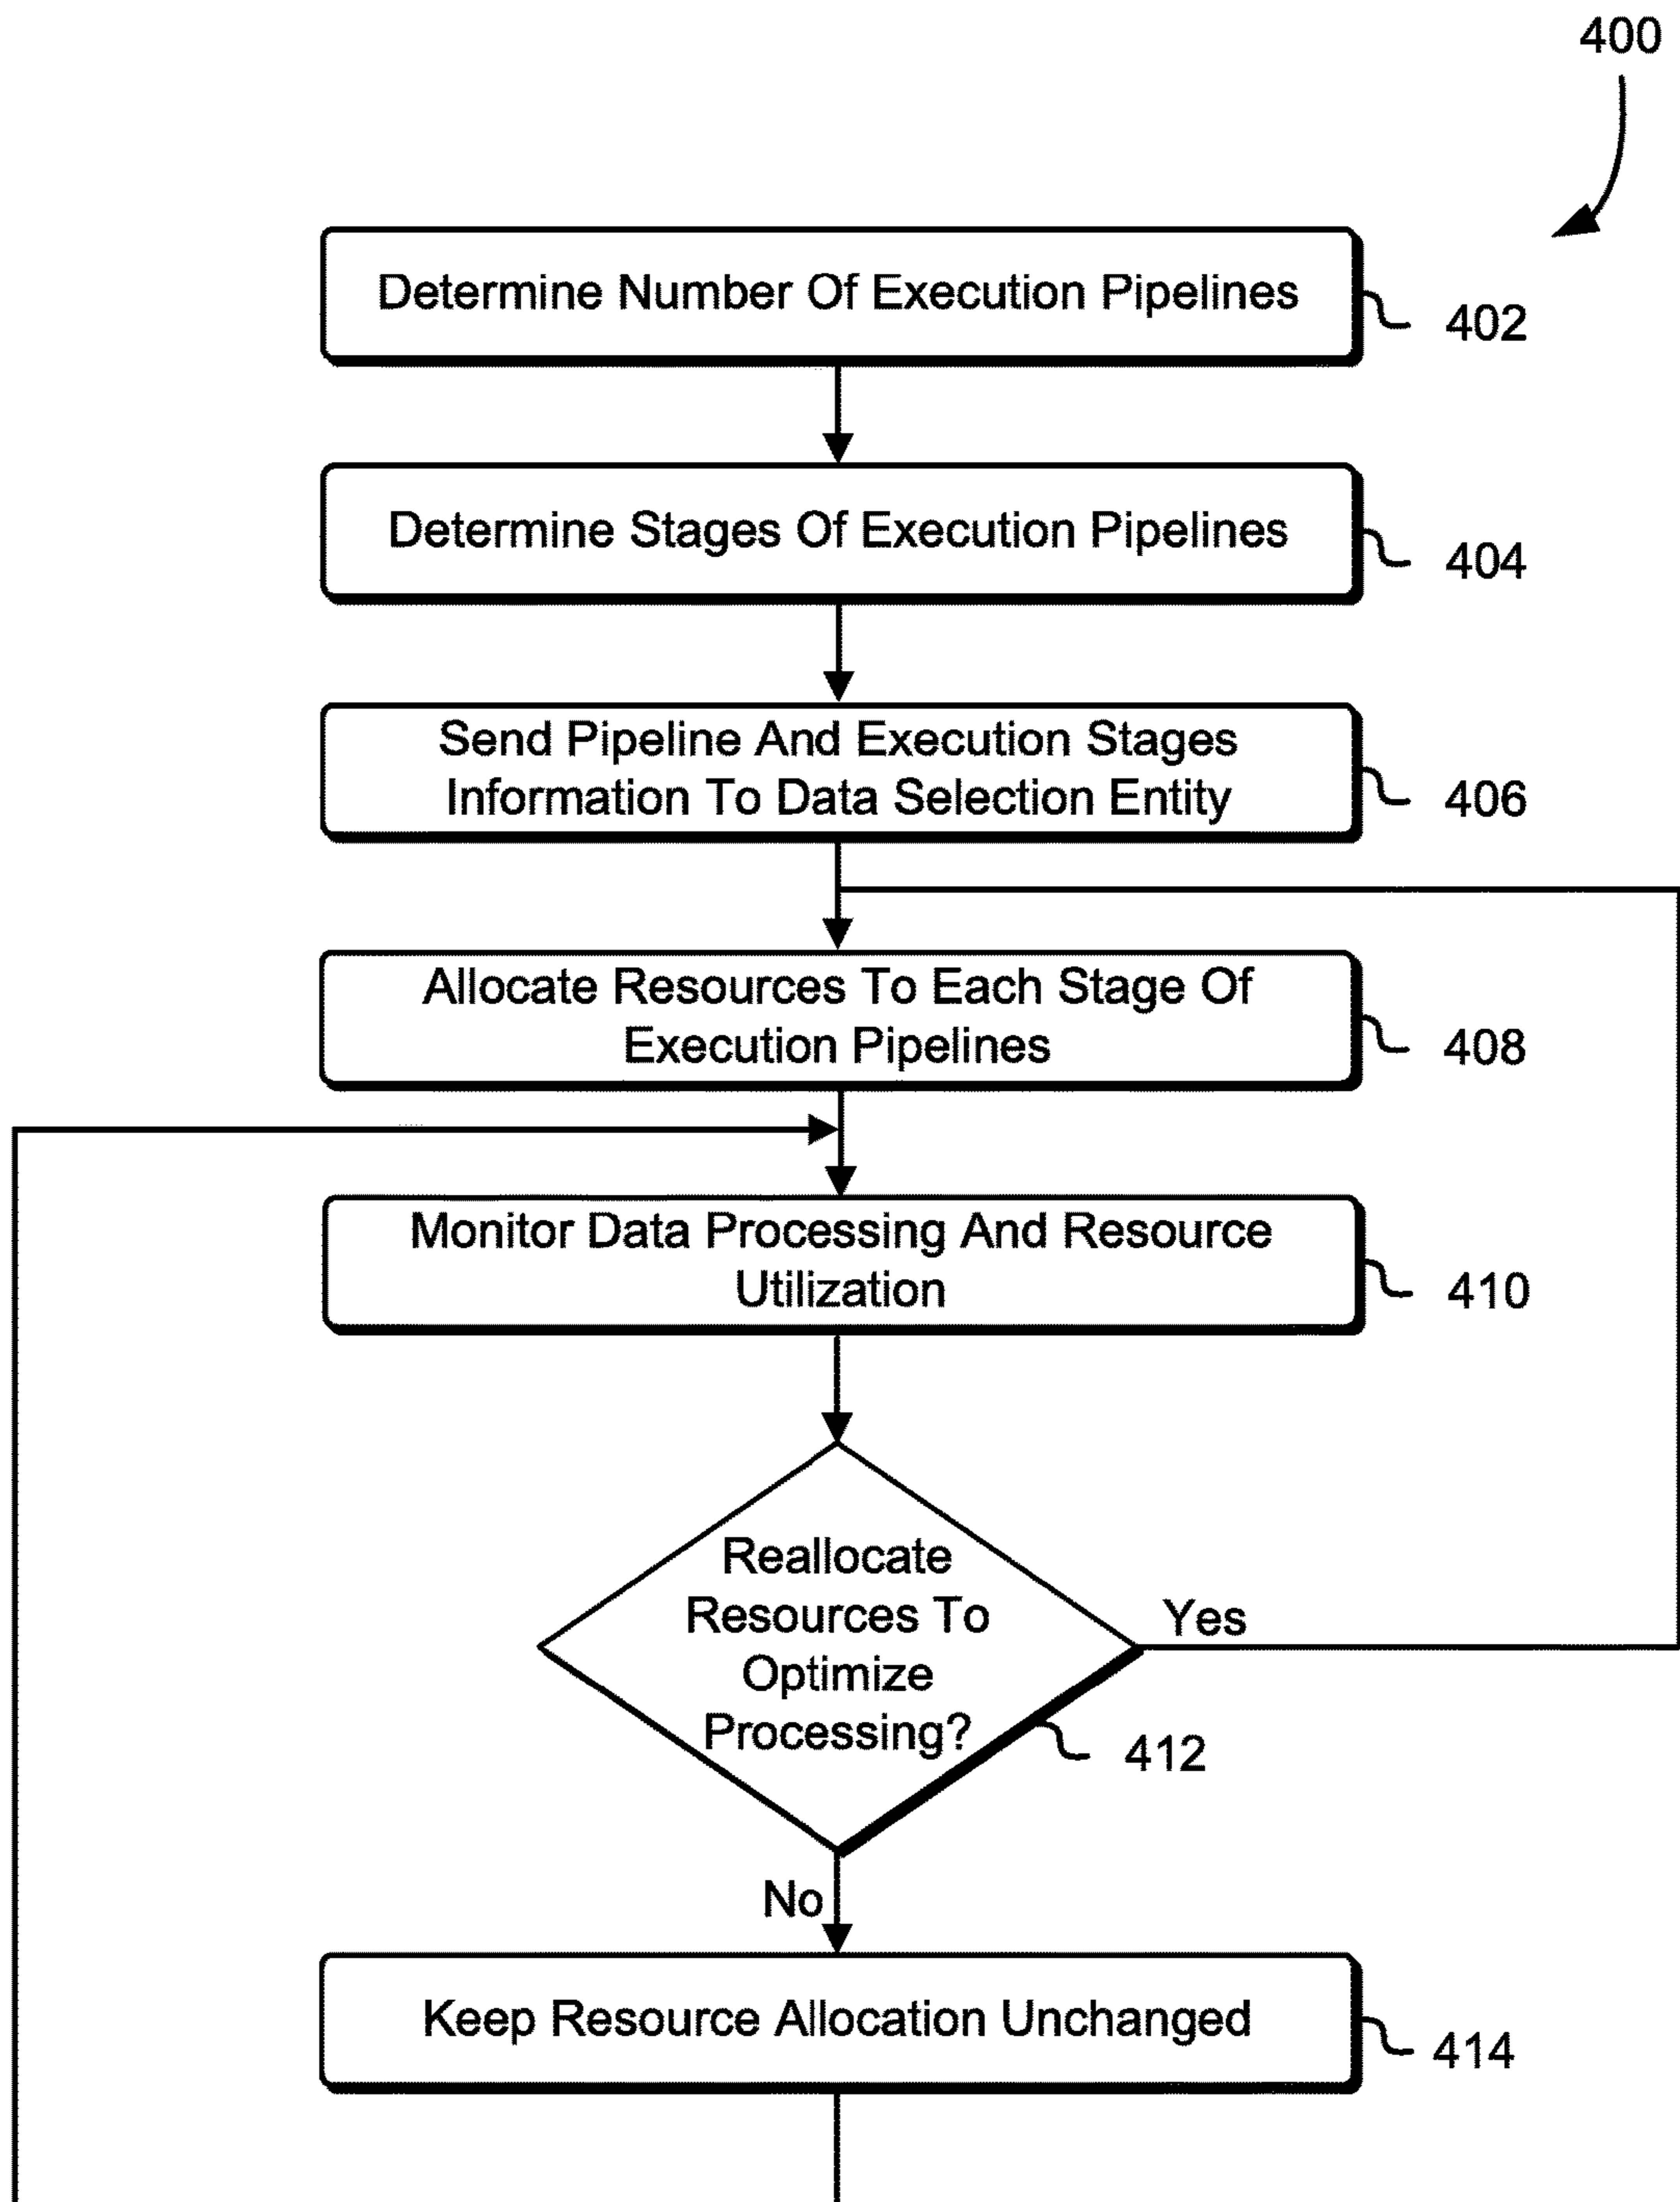 400
Determine Number Of Execution Pipelines
402
Determine Stages Of Execution Pipelines
404
Send Pipeline And Execution Stages
Information To Data Selection Entity
406
Allocate Resources To Each Stage Of
Execution Pipelines
408
Monitor Data Processing And Resource
Utilization
410
Reallocate
Resources To
Optimize
Processing?
Yes
412
No
Keep Resource Allocation Unchanged
414